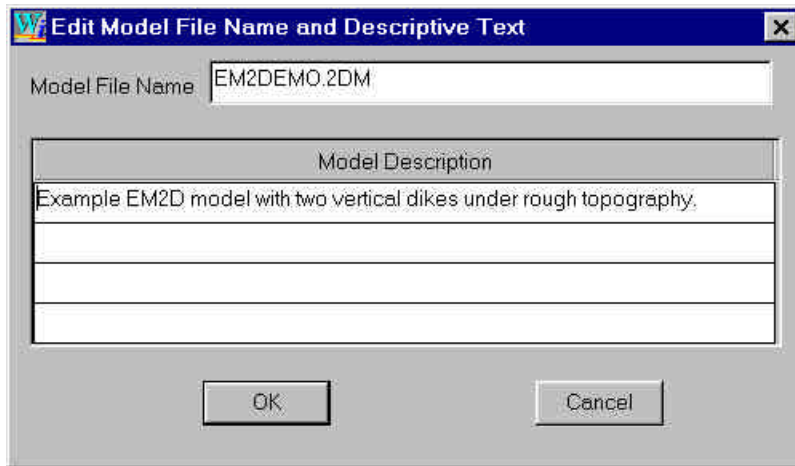 Edit Model File Name and Descriptive Text
Model File Name
EM2DEMO.2DM
Model Description
Example EM2D model with two vertical dikes under rough topography.
OK
Cancel